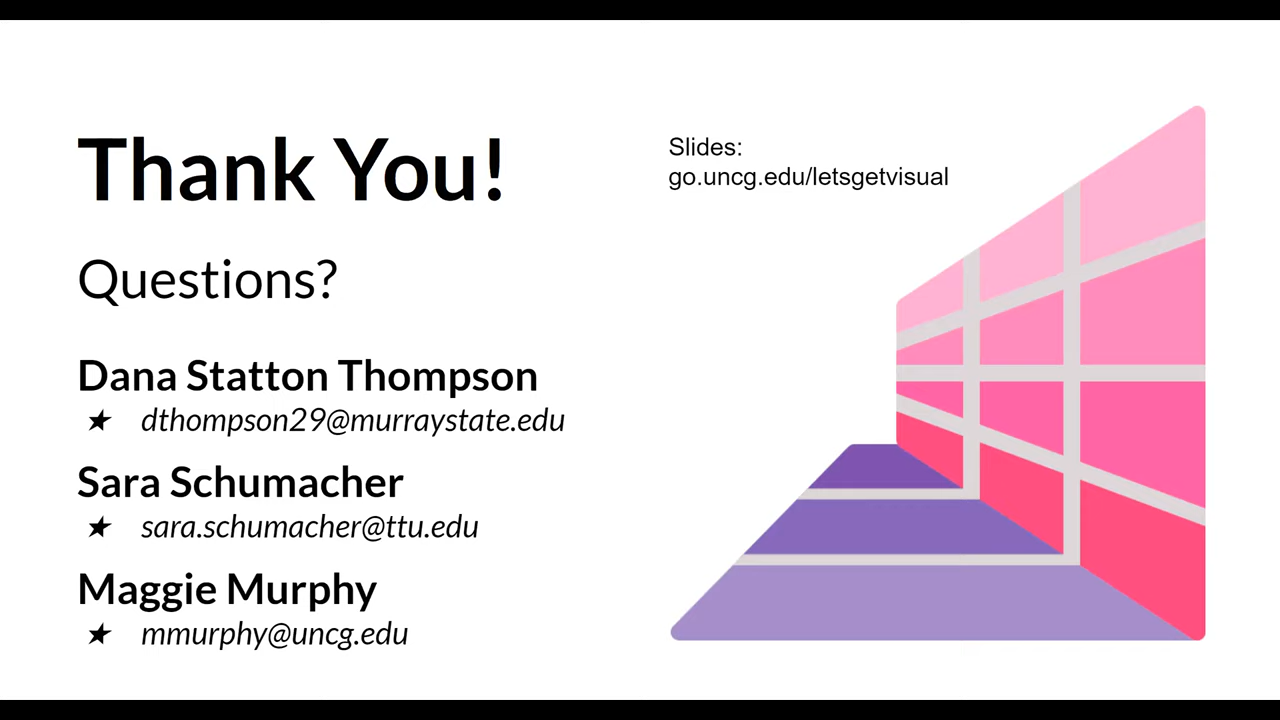 Thank You!
Questions?
Dana Statton Thompson
★ dthompson29@murraystate.edu
Sara Schumacher
★ sara.schumacher@ttu.edu
Maggie Murphy
★ mmurphy@uncg.edu
Slides:
go.uncg.edu/letsgetvisual